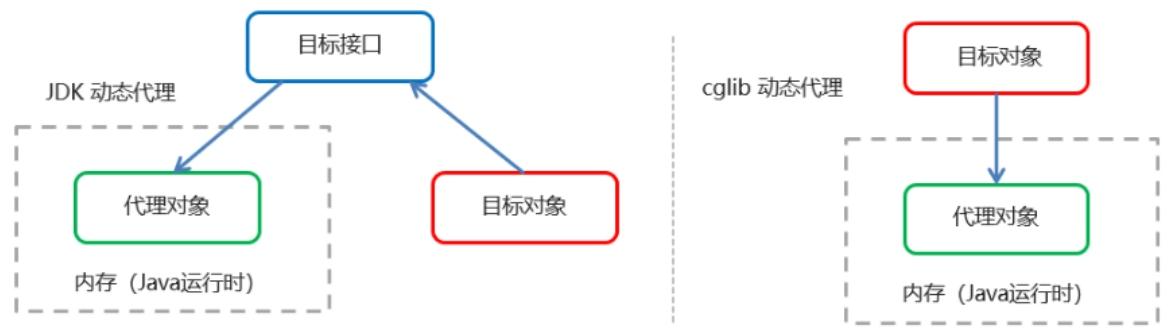 目标接口
JDK 动态代理
代理对象
目标对象
内存（Java运行时）
目标对象
cglib 动态代理
代理对象
内存（Java运行时）